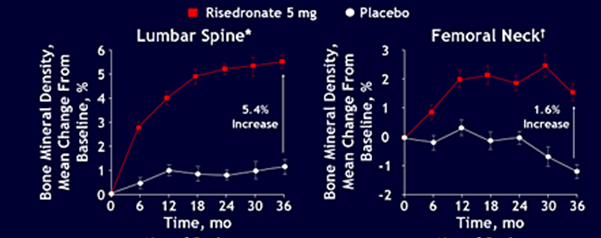 Risedronate 5 mg
Placebo
Lumbar Spine*
Femoral Neck†
Bone Mineral Density,
Mean Change From
Baseline, %
6
5
4
3
2
1
0
5.4%
Increase
0 6 12 18 24 30 36
Time, mo
Bone Mineral Density,
Mean Change From
Baseline, %
3
2
1
0
-1
-2
1.6%
Increase
0 6 12 18 24 30 36
Time, mo